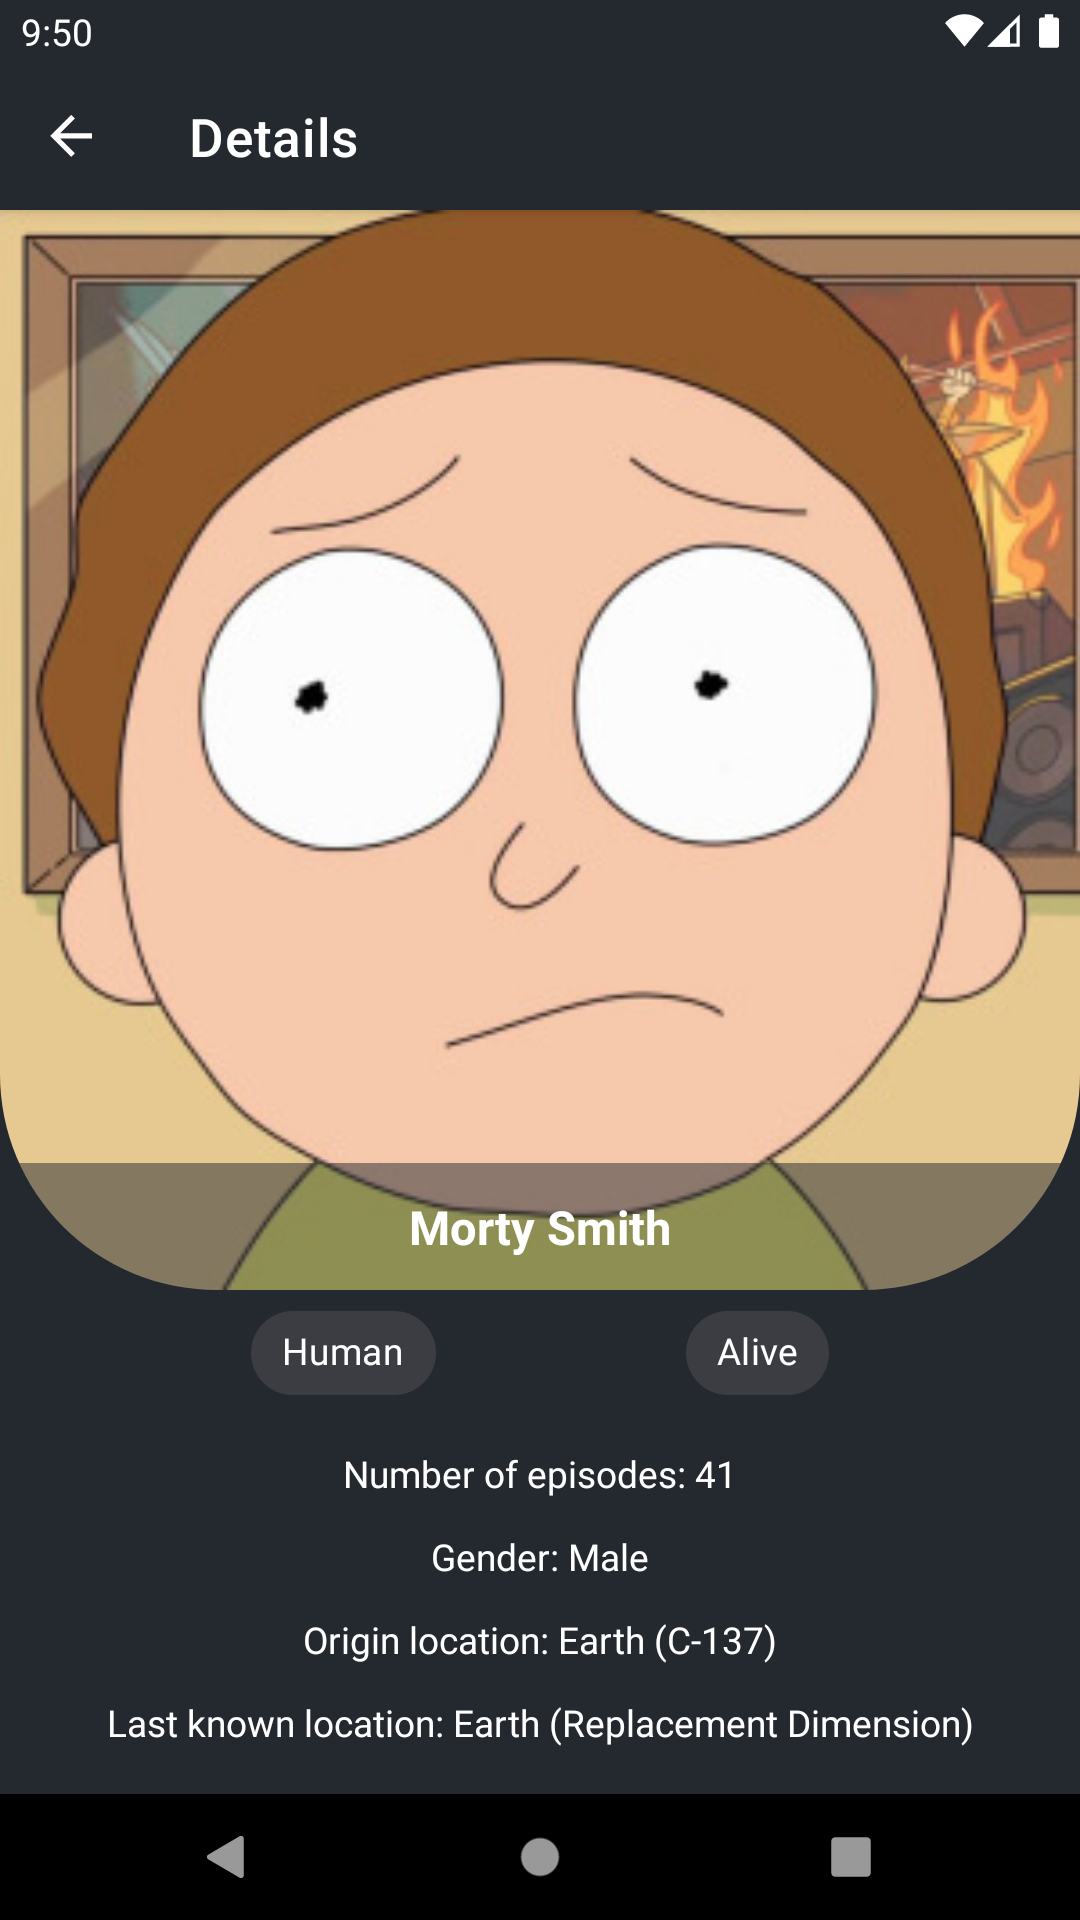 9:50
Details
Morty Smith
Human
Alive
Number of episodes: 41
Gender: Male
Origin location: Earth (C-137)
Last known location: Earth (Replacement Dimension)